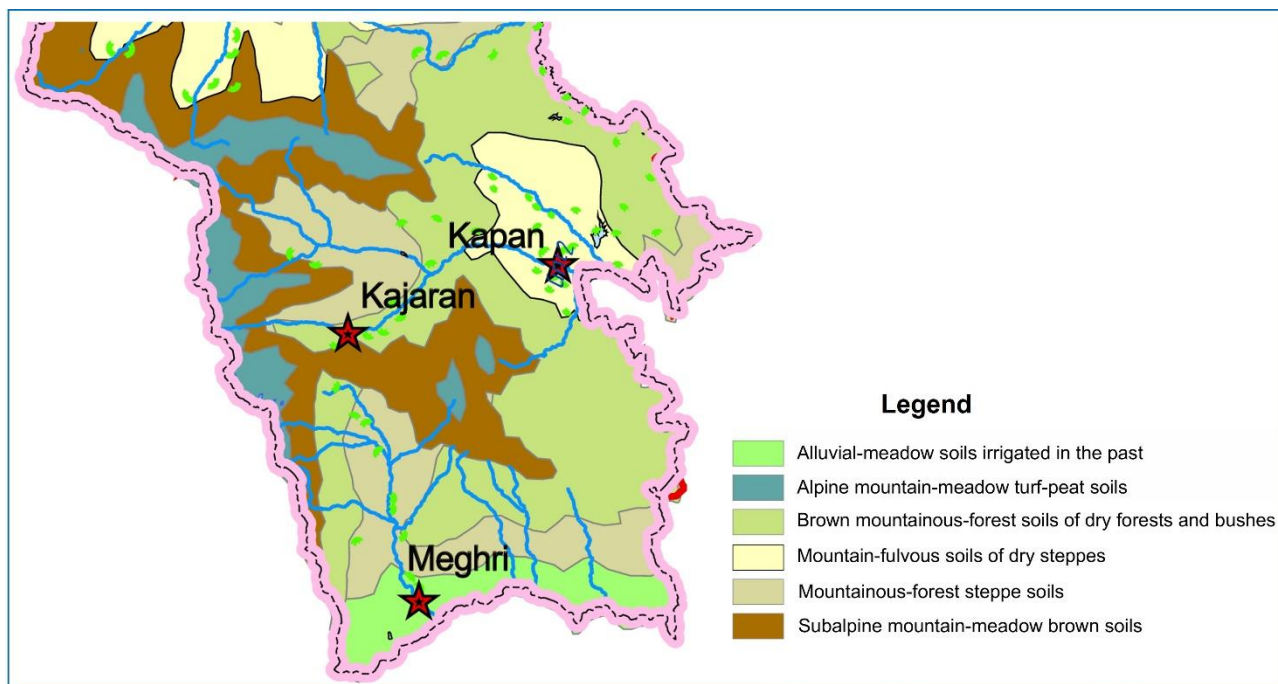 Kapan
Kajaran
Meghri
Legend
Alluvial-meadow soils irrigated in the past
Alpine mountain-meadow turf-peat soils
Brown mountainous-forest soils of dry forests and bushes
Mountain-fulvous soils of dry steppes
Mountainous-forest steppe soils
Subalpine mountain-meadow brown soils